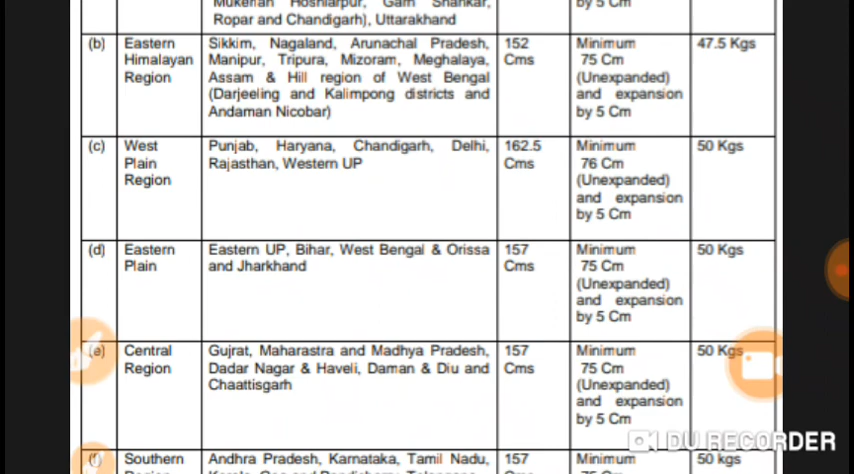 Mukerian Hoshiarpur, Garh Shankar,
Ropar and Chandigarh), Uttarakhand
by 5 Cm
(b) Eastern Himalayan Region
Sikkim, Nagaland, Arunachal Pradesh,
Manipur, Tripura, Mizoram, Meghalaya,
Assam & Hill region of West Bengal
(Darjeeling and Kalimpong districts and
Andaman Nicobar)
152
Cms
Minimum
75 Cm
(Unexpanded)
and expansion
by 5 Cm
47.5 Kgs
(c) West Plain Region
Punjab, Haryana, Chandigarh, Delhi,
Rajasthan, Western UP
162.5
Cms
Minimum
76 Cm
(Unexpanded)
and expansion
by 5 Cm
50 Kgs
(d) Eastern Plain
Eastern UP, Bihar, West Bengal & Orissa
and Jharkhand
157
Cms
Minimum
75 Cm
(Unexpanded)
and expansion
by 5 Cm
50 Kgs
(e) Central Region
Gujrat, Maharastra and Madhya Pradesh,
Dadar Nagar & Haveli, Daman & Diu and
Chaattisgarh
157
Cms
Minimum
75 Cm
(Unexpanded)
and expansion
by 5 Cm
50 Kgs
(f) Southern
Andhra Pradesh, Karnataka, Tamil Nadu,
157
Minimum
50 kgs
DU RECORDER